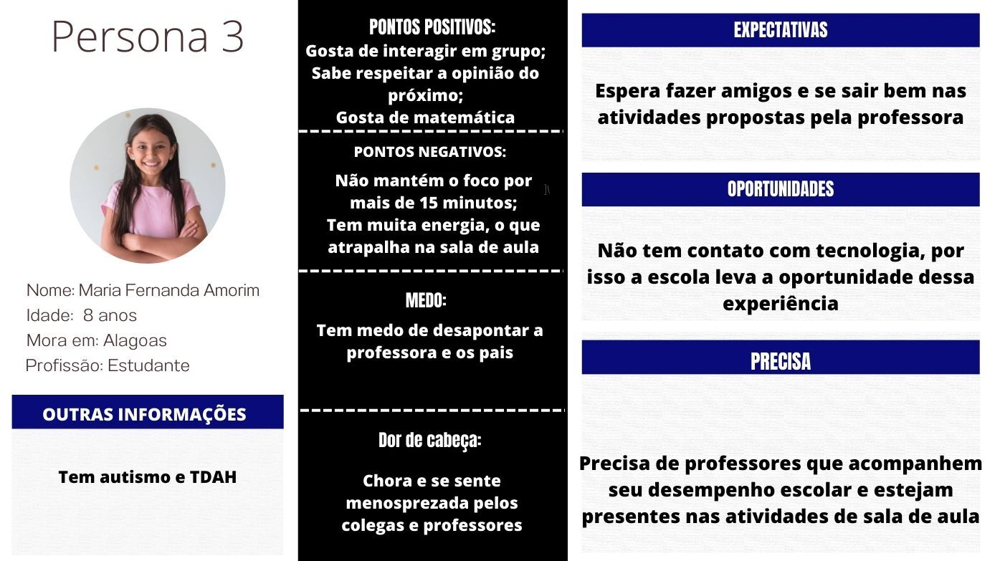 Persona 3
Nome: Maria Fernanda Amorim
Idade: 8 anos
Mora em: Alagoas
Profissão: Estudante
OUTRAS INFORMAÇÕES
Tem autismo e TDAH
PONTOS POSITIVOS:
Gosta de interagir em grupo;
Sabe respeitar a opinião do
próximo;
Gosta de matemática
PONTOS NEGATIVOS:
Não mantém o foco por
mais de 15 minutos;
Tem muita energia, o que
atrapalha na sala de aula
]\
MEDO:
Tem medo de desapontar a
professora e os pais
Dor de cabeça:
Chora e se sente
menosprezada pelos
colegas e professores
EXPECTATIVAS
Espera fazer amigos e se sair bem nas
atividades propostas pela professora
OPORTUNIDADES
Não tem contato com tecnologia, por
isso a escola leva a oportunidade dessa
experiência
PRECISA
Precisa de professores que acompanhem
seu desempenho escolar e estejam
presentes nas atividades de sala de aula